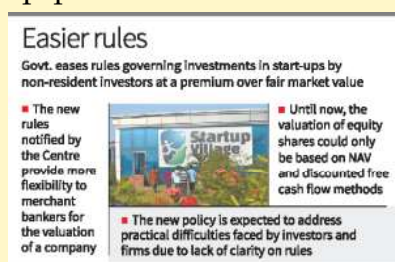 Easier rules
Govt. eases rules governing investments in start-ups by
non-resident investors at a premium over fair market value
■ The new
rules
notified by
the Centre
provide more
flexibility to
merchant
bankers for
the valuation
of a company
Startup
Village
■ Until now, the
valuation of equity
shares could only
be based on NAV
and discounted free
cash flow methods
■ The new policy is expected to address
practical difficulties faced by investors and
firms due to lack of clarity on rules